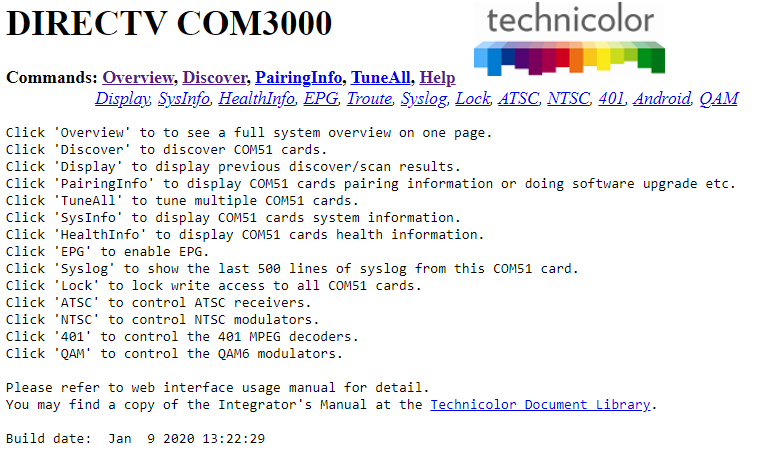 DIRECTV COM3000
technicolor
Commands: Overview, Discover, PairingInfo, TuneAll, Help
Display, SysInfo, HealthInfo, EPG, Troute, Syslog, Lock, ATSC, NTSC, 401, Android, QAM
Click 'Overview' to to see a full system overview on one page.
Click 'Discover' to discover COM51 cards.
Click 'Display' to display previous discover/scan results.
Click 'PairingInfo' to display COM51 cards pairing information or doing software upgrade etc.
Click 'TuneAll' to tune multiple COM51 cards.
Click 'SysInfo' to display COM51 cards system information.
Click 'HealthInfo' to display COM51 cards health information.
Click 'EPG' to enable EPG.
Click 'Syslog' to show the last 500 lines of syslog from this COM51 card.
Click 'Lock' to lock write access to all COM51 cards.
Click 'ATSC' to control ATSC receivers.
Click 'NTSC' to control NTSC modulators.
Click '401' to control the 401 MPEG decoders.
Click 'QAM' to control the QAM6 modulators.
Please refer to web interface usage manual for detail.
You may find a copy of the Integrator's Manual at the Technicolor Document Library.
Build date:  Jan  9 2020 13:22:29